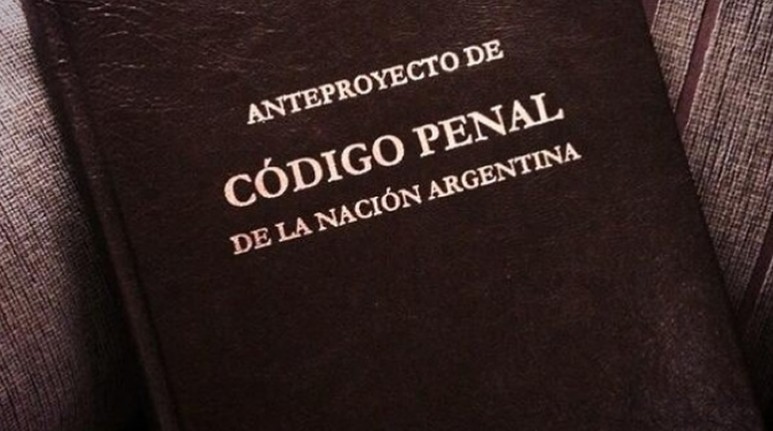 ANTEPROYECTO DE
CÓDIGO PENAL
DE LA NACIÓN ARGENTINA